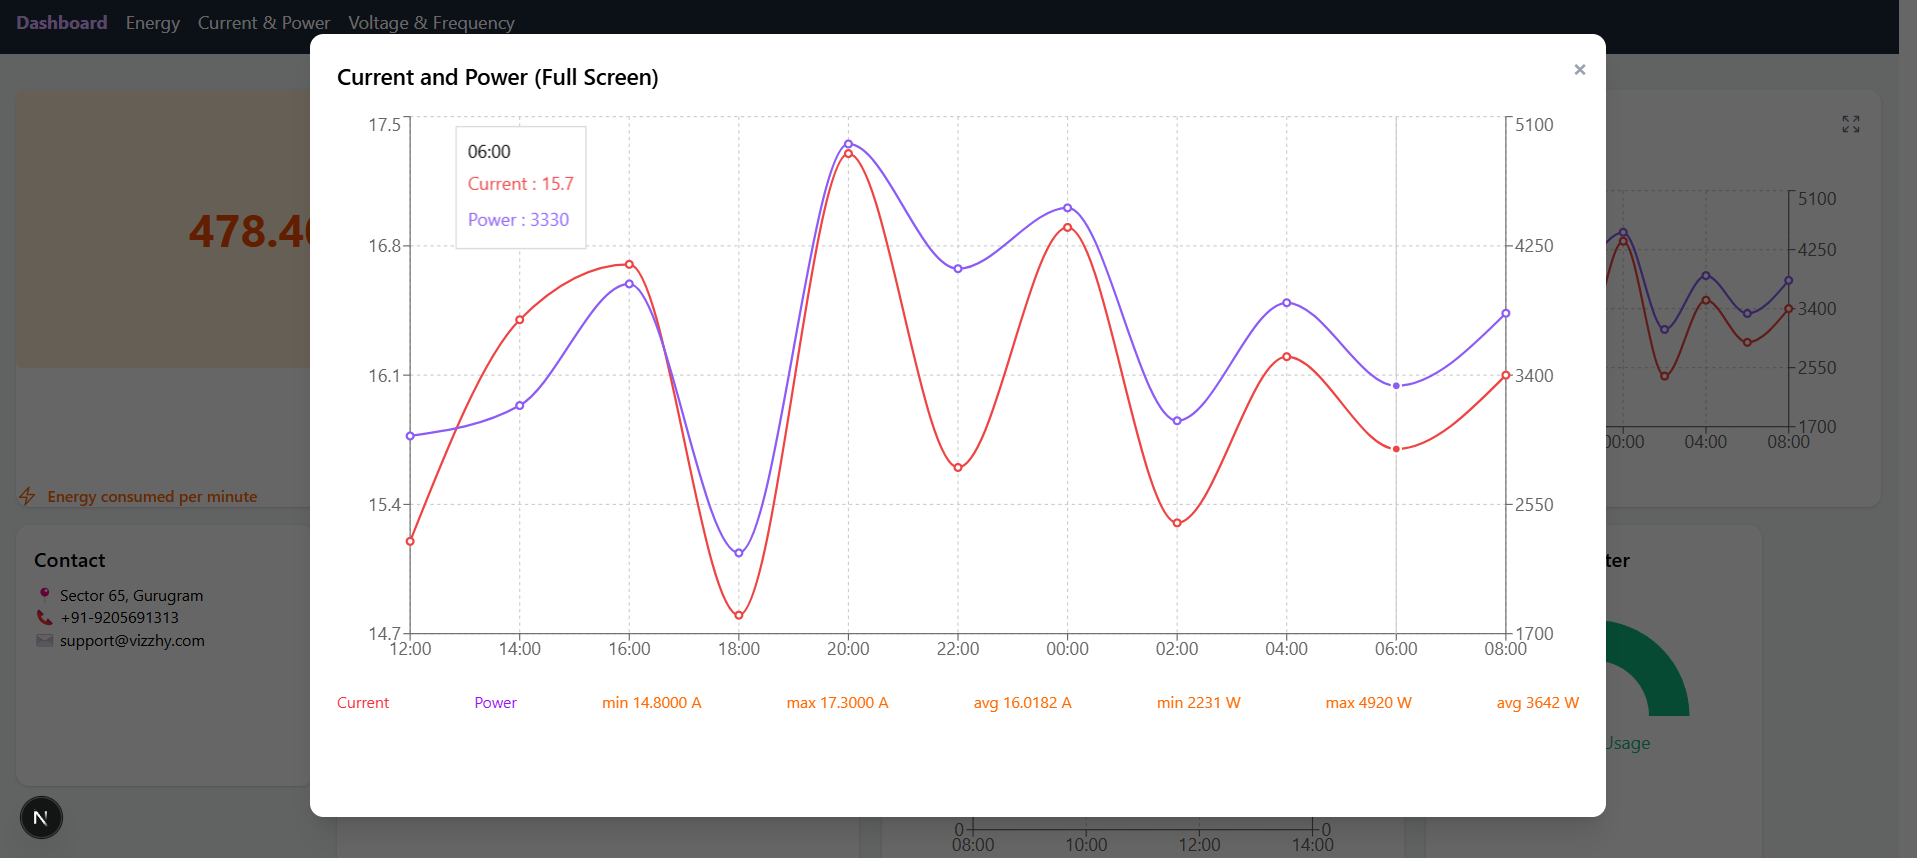 Dashboard Energy Current & Power Voltage & Frequency
Current and Power (Full Screen)
×
17.5
16.8
16.1
15.4
14.7
06:00
Current : 15.7
Power : 3330
5100
4250
3400
2550
1700
12:00 14:00 16:00 18:00 20:00 22:00 00:00 02:00 04:00 06:00 08:00
Current Power min 14.8000 A max 17.3000 A avg 16.0182 A min 2231 W max 4920 W avg 3642 W
478.4
Energy consumed per minute
Contact
Sector 65, Gurugram
+91-9205691313
support@vizzhy.com
N
5100
4250
3400
2550
1700
00:00 04:00 08:00
ter
Usage
0 0
08:00 10:00 12:00 14:00